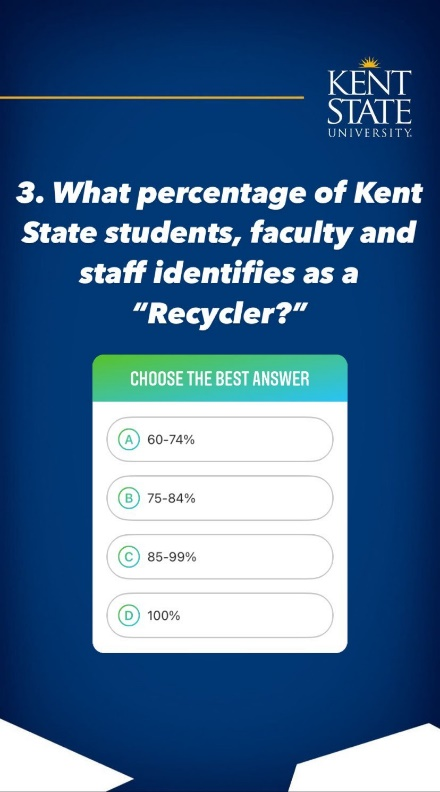 KENT
STATE
UNIVERSITY.
3. What percentage of Kent
State students, faculty and
staff identifies as a
“Recycler?”
CHOOSE THE BEST ANSWER
A 60-74%
B 75-84%
C 85-99%
D 100%